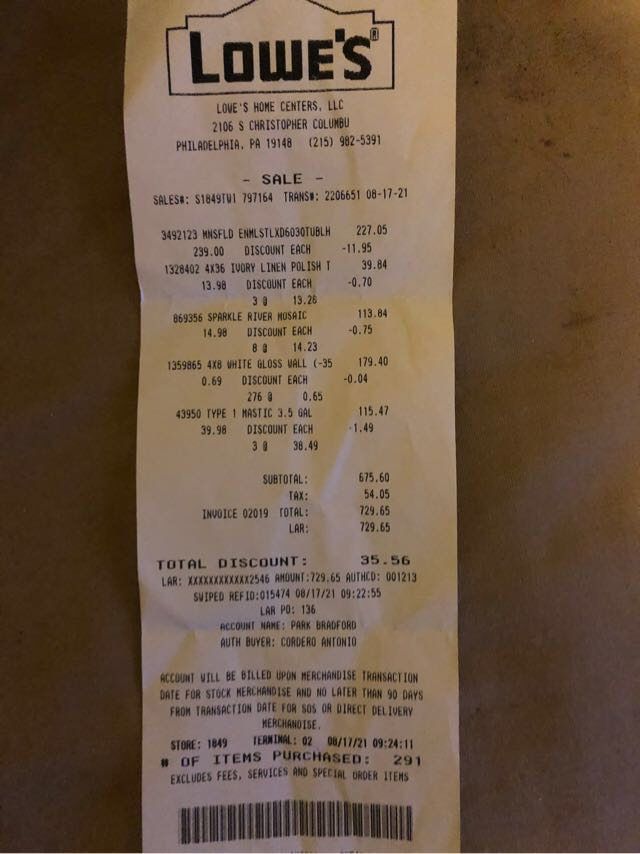 LOWE'S®
LOWE'S HOME CENTERS, LLC
2106 S CHRISTOPHER COLUMBU
PHILADELPHIA, PA 19148 (215) 982-5391
- SALE -
SALES#: S1849TW1 797164 TRANS#: 2206651 08-17-21
3492123 MNSFLD ENMLSTLXD6030TUBLH 227.05
239.00 DISCOUNT EACH -11.95
1328402 4X36 IVORY LINEN POLISH T 39.84
13.98 DISCOUNT EACH -0.70
3 @ 13.28
869356 SPARKLE RIVER MOSAIC 113.84
14.98 DISCOUNT EACH -0.75
8 @ 14.23
1359865 4X8 WHITE GLOSS WALL (-35 179.40
0.69 DISCOUNT EACH -0.04
276 @ 0.65
43950 TYPE 1 MASTIC 3.5 GAL 115.47
39.98 DISCOUNT EACH -1.49
3 @ 38.49
SUBTOTAL: 675.60
TAX: 54.05
INVOICE 02019 TOTAL: 729.65
LAR: 729.65
TOTAL DISCOUNT: 35.56
LAR: XXXXXXXXXXXX2546 AMOUNT:729.65 AUTHCD: 001213
SWIPED REFID:015474 08/17/21 09:22:55
LAR PO: 136
ACCOUNT NAME: PARK BRADFORD
AUTH BUYER: CORDERO ANTONIO
ACCOUNT WILL BE BILLED UPON MERCHANDISE TRANSACTION
DATE FOR STOCK MERCHANDISE AND NO LATER THAN 90 DAYS
FROM TRANSACTION DATE FOR SOS OR DIRECT DELIVERY
MERCHANDISE.
STORE: 1849 TERMINAL: 02 08/17/21 09:24:11
# OF ITEMS PURCHASED: 291
EXCLUDES FEES, SERVICES AND SPECIAL ORDER ITEMS